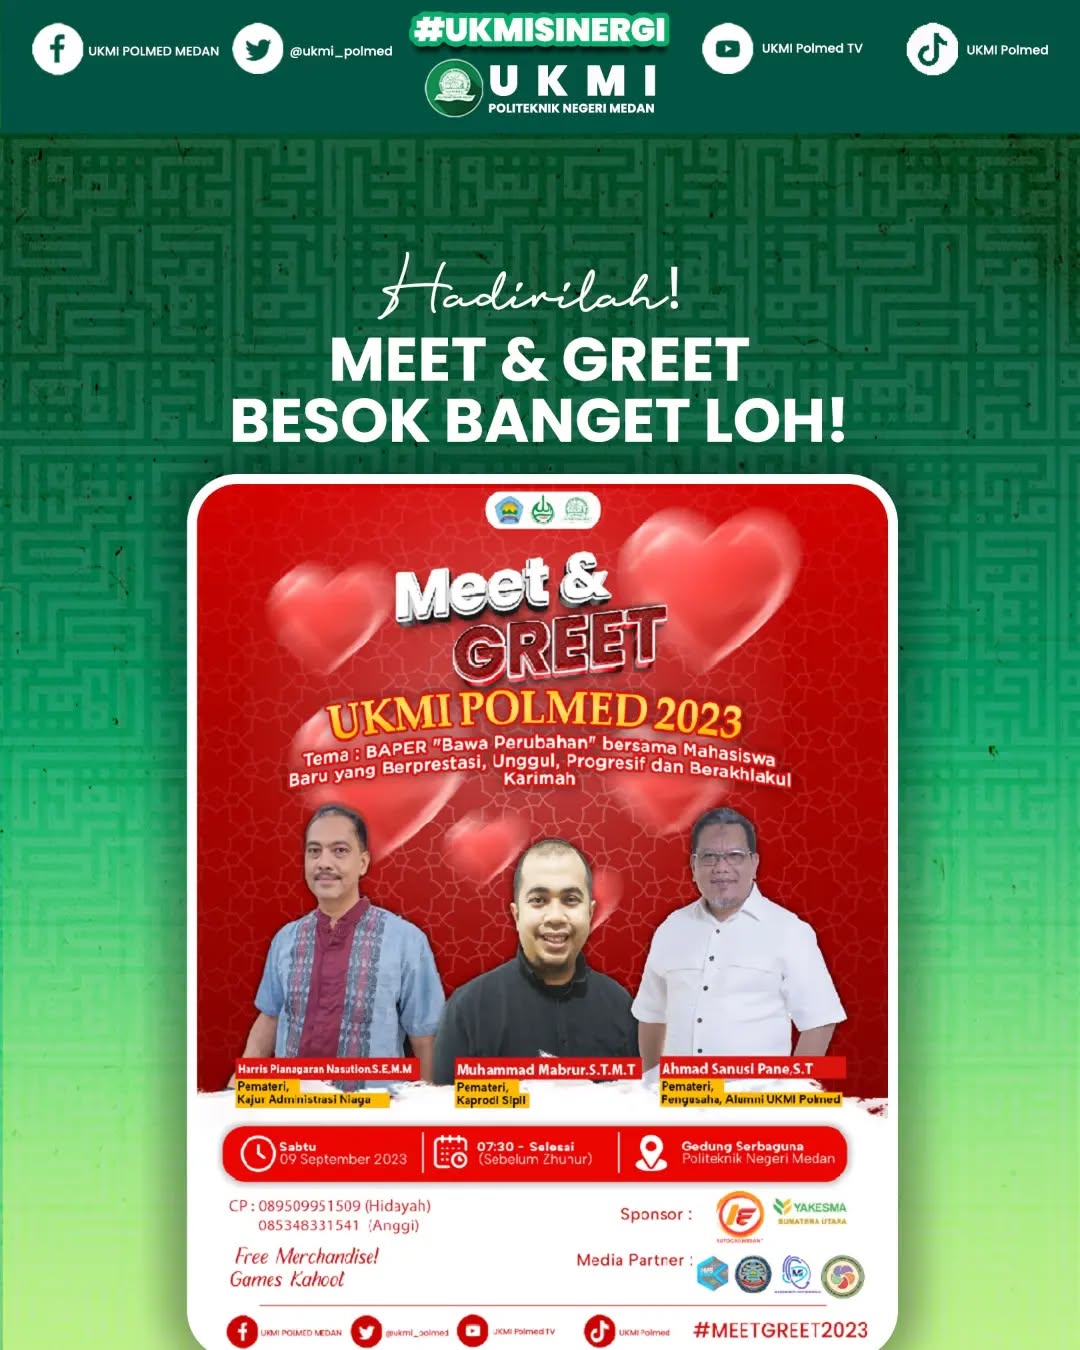 #UKMISINERGI
UKMI POLMED MEDAN
@ukmi_polmed
UKMI
POLITEKNIK NEGERI MEDAN
UKMI Polmed TV
UKMI Polmed
Hadirilah!
MEET & GREET
BESOK BANGET LOH!
Meet &
GREET
UKMI POLMED 2023
Tema : BAPER "Bawa Perubahan" bersama Mahasiswa
Baru yang Berprestasi, Unggul, Progresif dan Berakhlakul
Karimah
Harris Pianagaran Nasution.S.E,M.M
Pemateri,
Kajur Administrasi Niaga
Muhammad Mabrur.S.T.M.T
Pemateri,
Kaprodi Sipil
Ahmad Sanusi Pane,S.T
Pemateri,
Pengusaha, Alumni UKMI Polmed
Sabtu
09 September 2023
07:30 - Selesai
(Sebelum Zhuhur)
Gedung Serbaguna
Politeknik Negeri Medan
CP : 089509951509 (Hidayah)
085348331541 (Anggi)
Free Merchandise!
Games Kahoot
Sponsor :
YAKESMA
SUMATERA UTARA
Media Partner :
UKMI POLMED MEDAN
@ukmi_polmed
UKMI Polmed TV
UKMI Polmed
#MEETGREET2023